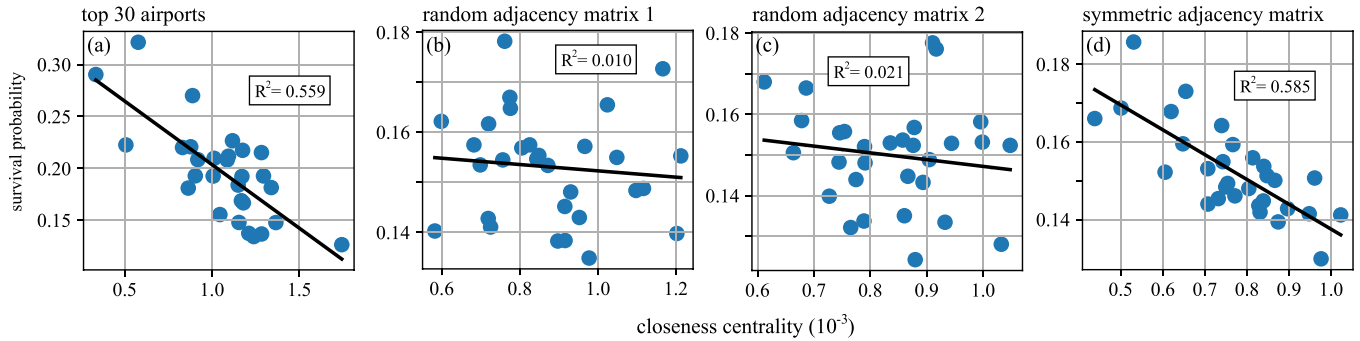 top 30 airports
random adjacency matrix 1
random adjacency matrix 2
symmetric adjacency matrix
(a)
R²= 0.559
0.30
0.25
0.20
0.15
0.5
1.0
1.5
survival probability
(b)
R²= 0.010
0.180
0.16
0.14
0.6
0.8
1.0
1.2
(c)
R²= 0.021
0.180
0.16
0.14
0.6
0.7
0.8
0.9
1.0
(d)
R²= 0.585
0.18
0.16
0.14
0.5
0.6
0.7
0.8
0.9
1.0
closeness centrality (10⁻³)